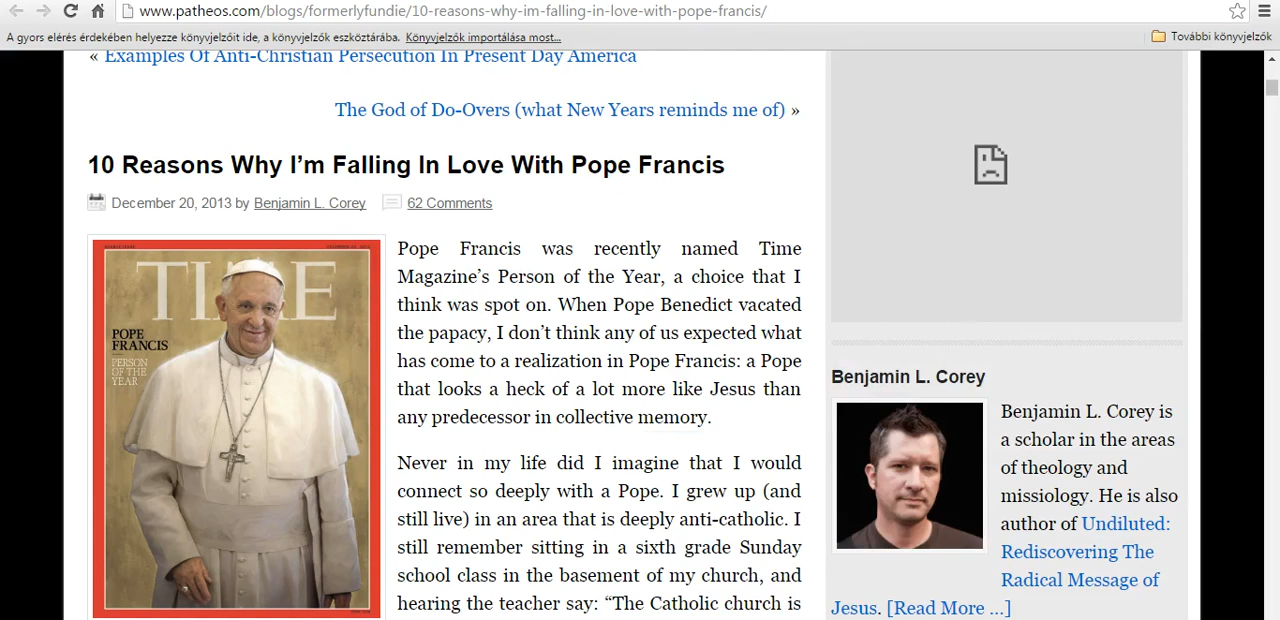 www.patheos.com/blogs/formerlyfundie/10-reasons-why-im-falling-in-love-with-pope-francis/
A gyors elérés érdekében helyezze könyvjelzőit ide, a könyvjelzők eszköztárába. Könyvjelzők importálása most...
További könyvjelzők
« Examples Of Anti-Christian Persecution In Present Day America
The God of Do-Overs (what New Years reminds me of) »
10 Reasons Why I'm Falling In Love With Pope Francis
December 20, 2013 by Benjamin L. Corey 62 Comments
TIME
POPE
FRANCIS
PERSON
OF THE
YEAR
Pope Francis was recently named Time
Magazine's Person of the Year, a choice that I
think was spot on. When Pope Benedict vacated
the papacy, I don't think any of us expected what
has come to a realization in Pope Francis: a Pope
that looks a heck of a lot more like Jesus than
any predecessor in collective memory.
Never in my life did I imagine that I would
connect so deeply with a Pope. I grew up (and
still live) in an area that is deeply anti-catholic. I
still remember sitting in a sixth grade Sunday
school class in the basement of my church, and
hearing the teacher say: “The Catholic church is
Benjamin L. Corey
Benjamin L. Corey is
a scholar in the areas
of theology and
missiology. He is also
author of Undiluted:
Rediscovering The
Radical Message of
Jesus. [Read More ...]